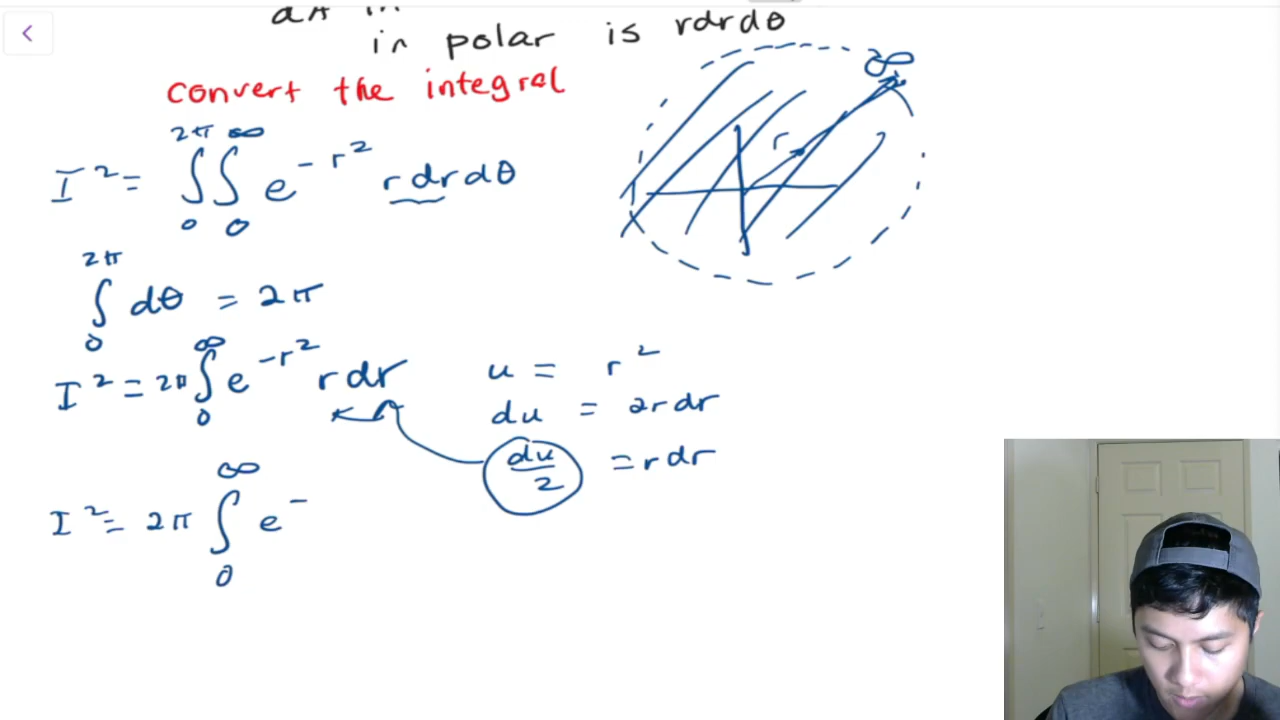 in polar is rdrdθ
convert the integral
I² = ∫₀^2π ∫₀^∞ e^-r² rdrdθ
∫₀^2π dθ = 2π
I² = 2π ∫₀^∞ e^-r² rdr
u = r²
du = 2rdr
du/2 = rdr
I² = 2π ∫₀^∞ e^-
∞
r